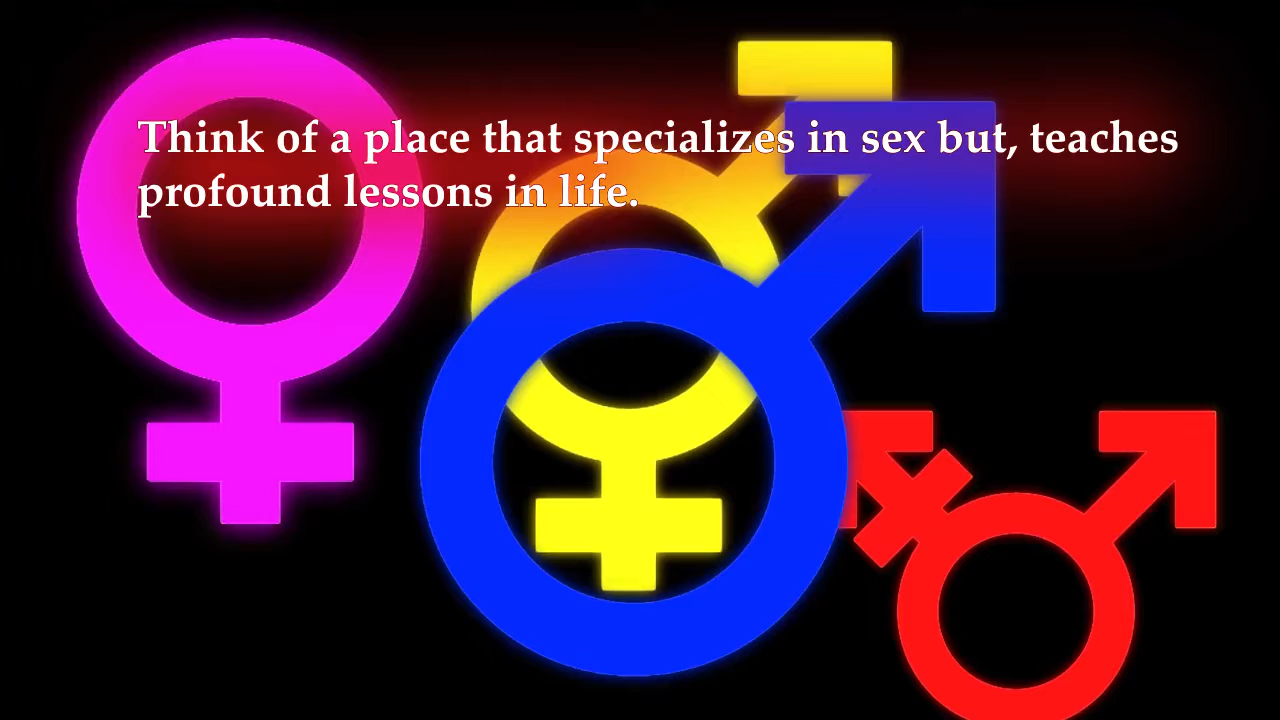 Think of a place that specializes in sex but, teaches
profound lessons in life.